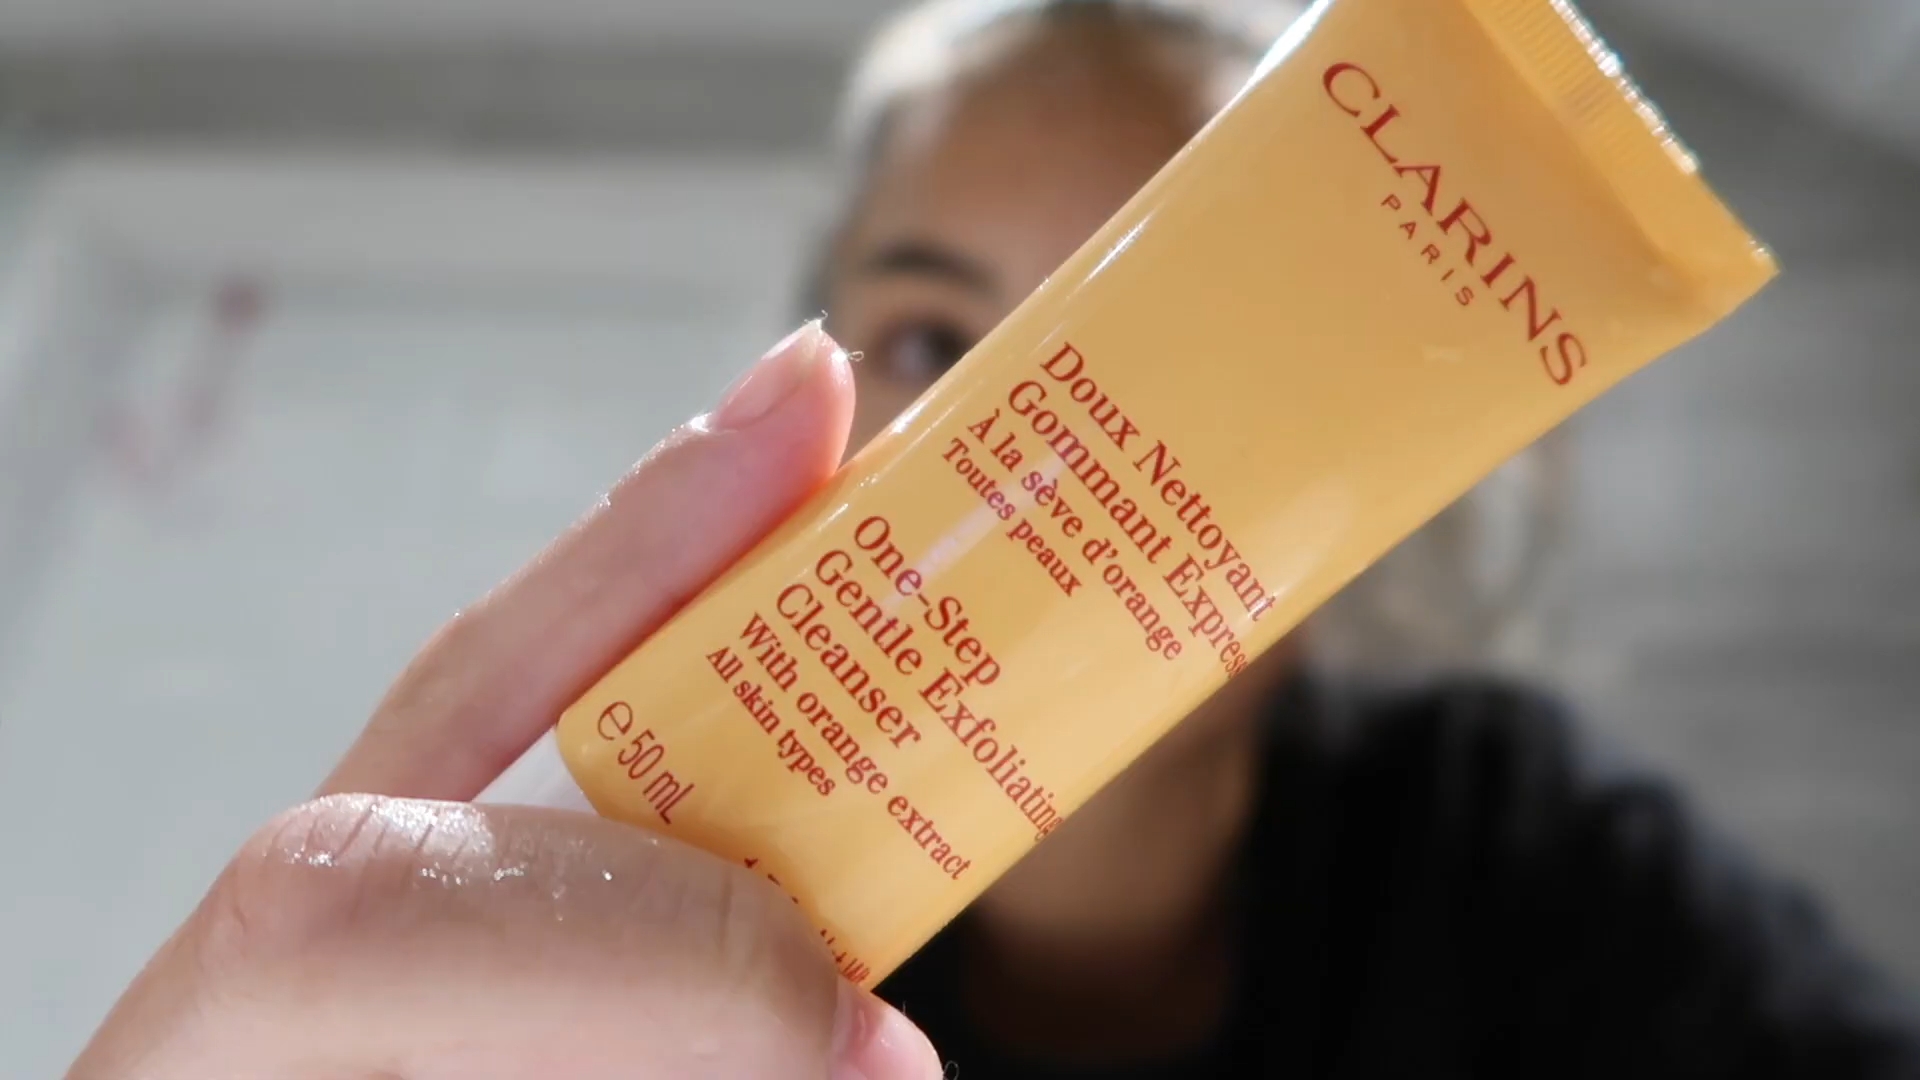 CLARINS
PARIS
Doux Nettoyant
Gommant Express
À la sève d'orange
Toutes peaux
One-Step
Gentle Exfoliating
Cleanser
With orange extract
All skin types
℮ 50 mL